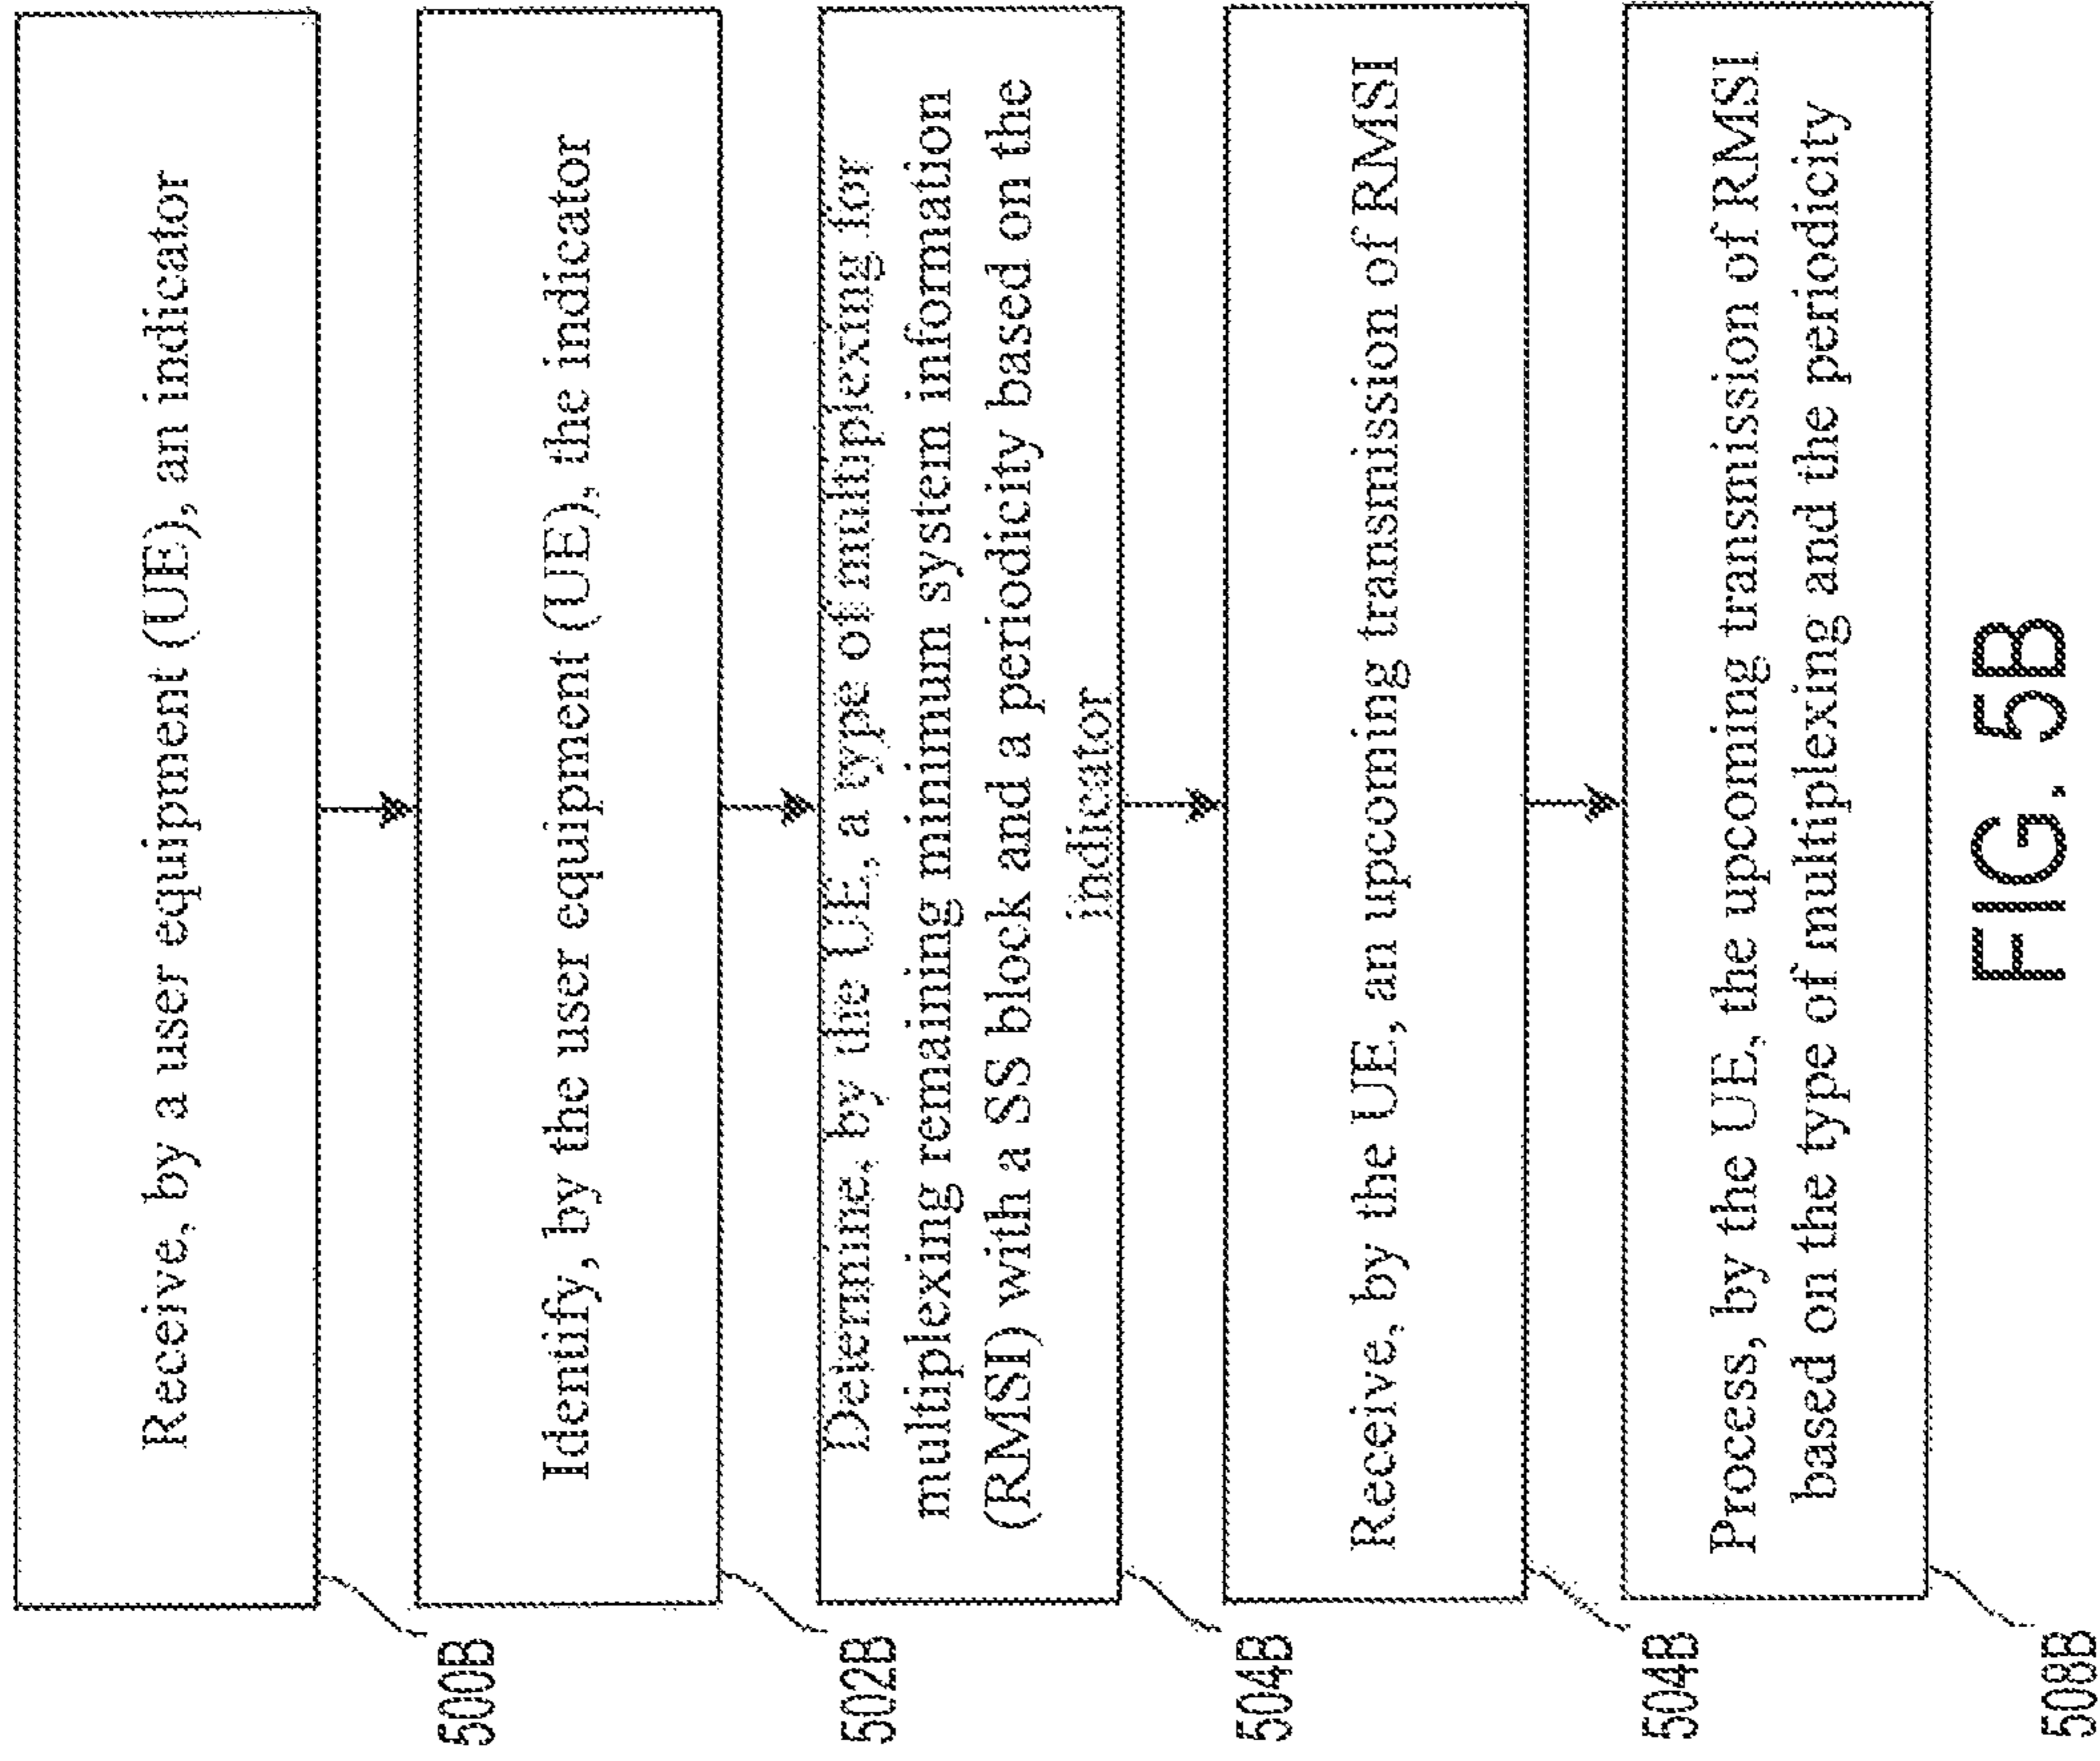 Receive, by a user equipment (UE), an indicator
500B
Identify, by the user equipment (UE), the indicator
502B
Determine, by the UE, a type of multiplexing for
multiplexing remaining minimum system infomation
(RMSI) with a SS block and a periodicity based on the
indicator
504B
Receive, by the UE, an upcoming transmission of RMSI
504B
Process, by the UE, the upcoming transmission of RMSI
based on the type of multiplexing and the periodicity
508B
FIG. 5B